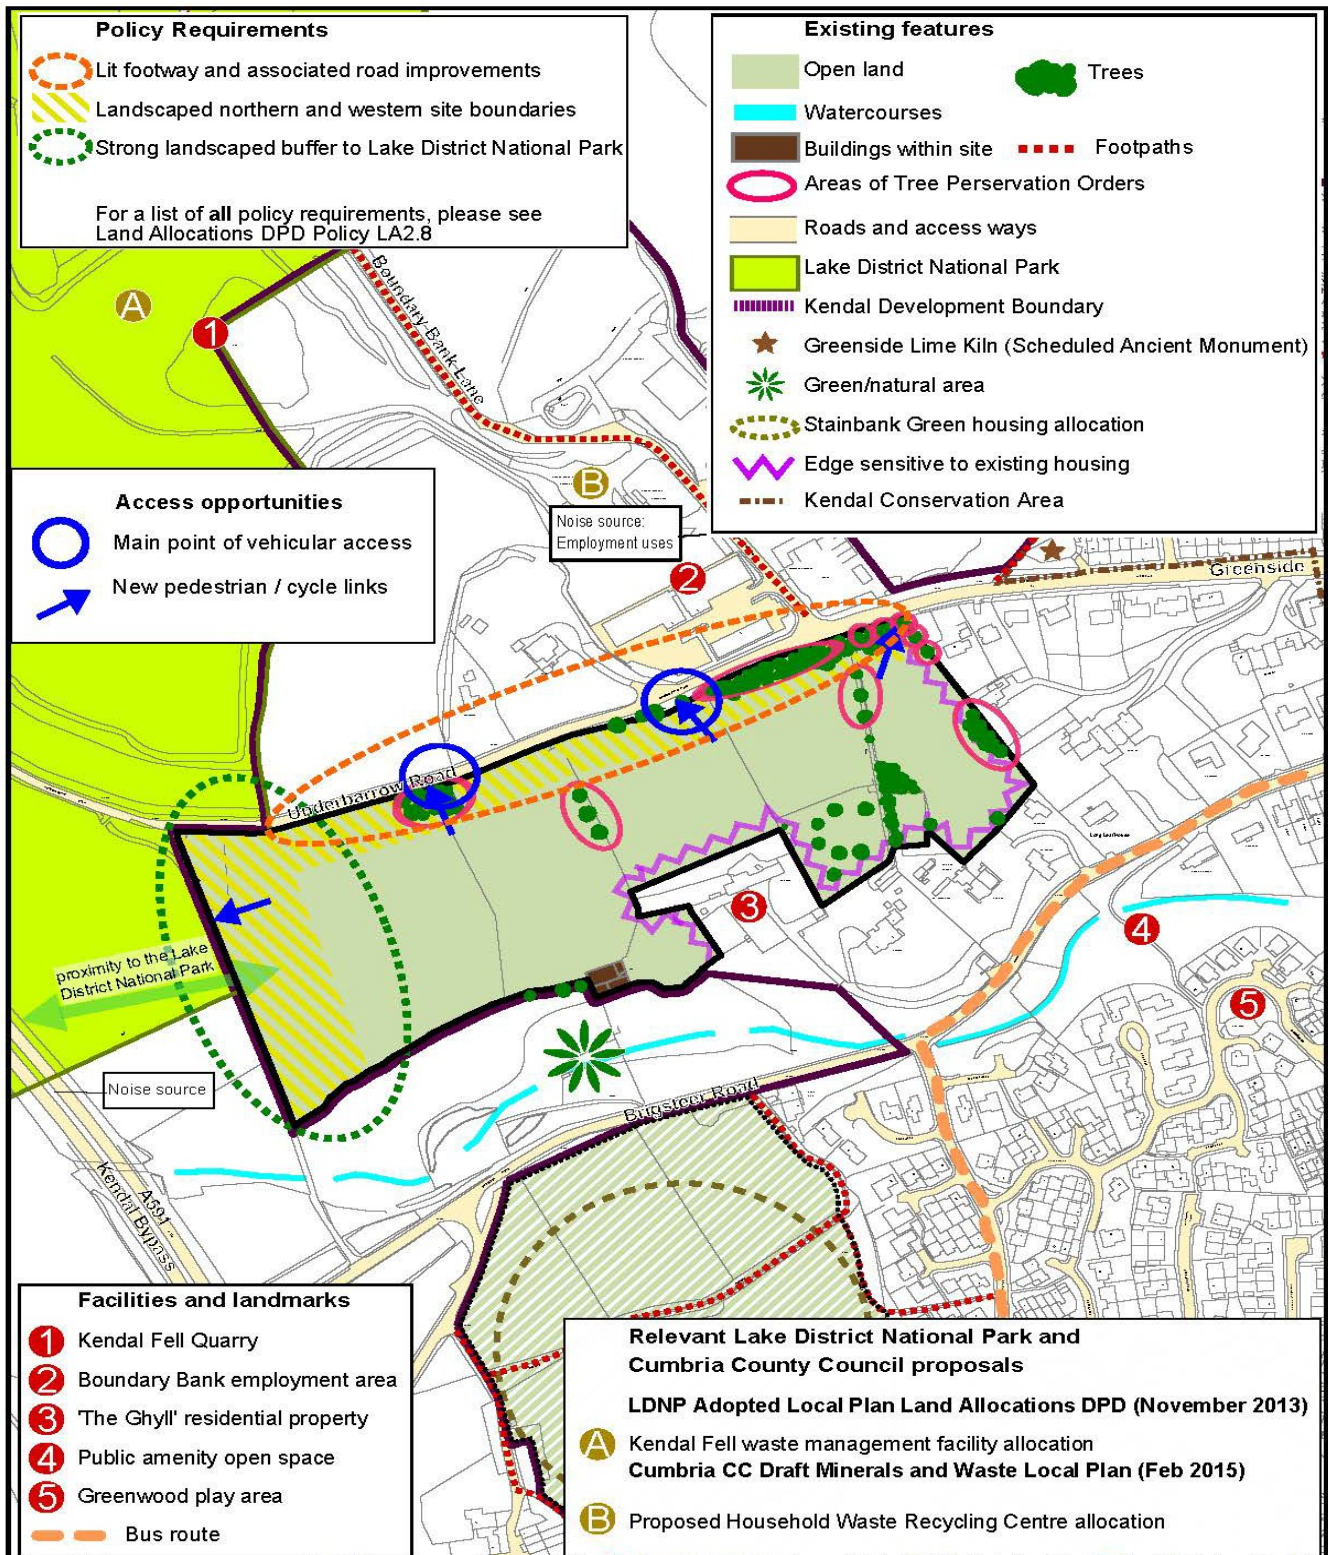 Policy Requirements
Lit footway and associated road improvements
Landscaped northern and western site boundaries
Strong landscaped buffer to Lake District National Park
For a list of all policy requirements, please see
Land Allocations DPD Policy LA2.8
Existing features
Open land
Trees
Watercourses
Buildings within site
Footpaths
Areas of Tree Perservation Orders
Roads and access ways
Lake District National Park
Kendal Development Boundary
Greenside Lime Kiln (Scheduled Ancient Monument)
Green/natural area
Stainbank Green housing allocation
Edge sensitive to existing housing
Kendal Conservation Area
A
1
Boundary Bank Lane
B
Noise source:
Employment uses
2
Access opportunities
Main point of vehicular access
New pedestrian / cycle links
Greenside
Underbarrow Road
3
4
5
proximity to the Lake
District National Park
Noise source
Brigsteer Road
A591
Kendal Bypass
Facilities and landmarks
1 Kendal Fell Quarry
2 Boundary Bank employment area
3 'The Ghyll' residential property
4 Public amenity open space
5 Greenwood play area
Bus route
Relevant Lake District National Park and
Cumbria County Council proposals
LDNP Adopted Local Plan Land Allocations DPD (November 2013)
A Kendal Fell waste management facility allocation
Cumbria CC Draft Minerals and Waste Local Plan (Feb 2015)
B Proposed Household Waste Recycling Centre allocation